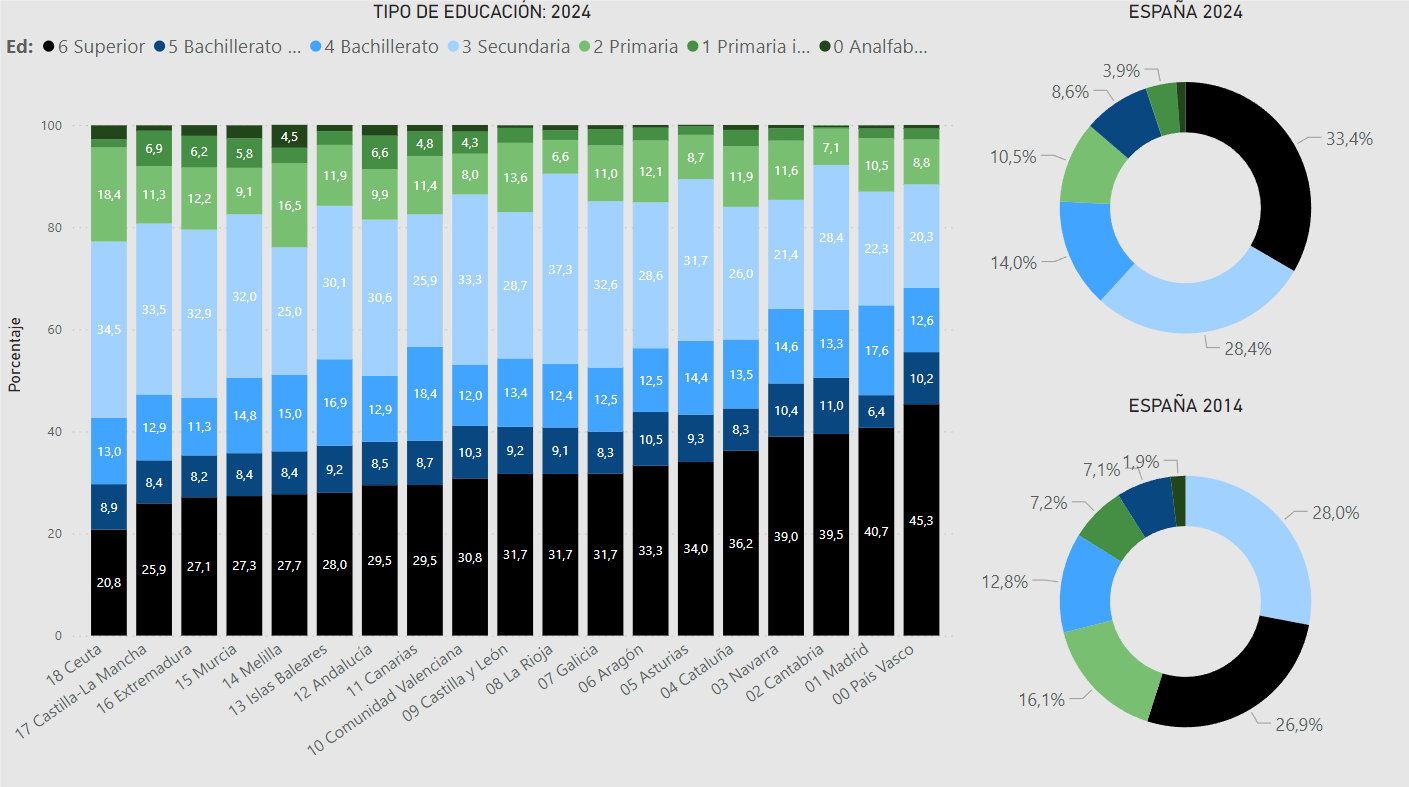 TIPO DE EDUCACIÓN: 2024
Ed: 6 Superior 5 Bachillerato ... 4 Bachillerato 3 Secundaria 2 Primaria 1 Primaria i... 0 Analfab...
Porcentaje
100
80
60
40
20
0
18,4 34,5 13,0 8,9 20,8
6,9 11,3 33,5 12,9 8,4 25,9
6,2 12,2 32,9 11,3 8,2 27,1
5,8 9,1 32,0 14,8 8,4 27,3
4,5 16,5 25,0 15,0 8,4 27,7
11,9 30,1 16,9 9,2 28,0
6,6 9,9 30,6 12,9 8,5 29,5
4,8 11,4 25,9 18,4 8,7 29,5
4,3 8,0 33,3 12,0 10,3 30,8
13,6 28,7 13,4 9,2 31,7
6,6 37,3 12,4 9,1 31,7
11,0 32,6 12,5 8,3 31,7
12,1 28,6 12,5 10,5 33,3
8,7 31,7 14,4 9,3 34,0
11,9 26,0 13,5 8,3 36,2
11,6 21,4 14,6 10,4 39,0
7,1 28,4 13,3 11,0 39,5
10,5 22,3 17,6 6,4 40,7
8,8 20,3 12,6 10,2 45,3
18 Ceuta
17 Castilla-La Mancha
16 Extremadura
15 Murcia
14 Melilla
13 Islas Baleares
12 Andalucía
11 Canarias
10 Comunidad Valenciana
09 Castilla y León
08 La Rioja
07 Galicia
06 Aragón
05 Asturias
04 Cataluña
03 Navarra
02 Cantabria
01 Madrid
00 País Vasco
ESPAÑA 2024
3,9%
8,6%
33,4%
10,5%
14,0%
28,4%
ESPAÑA 2014
1,9%
7,1%
7,2%
28,0%
12,8%
16,1%
26,9%